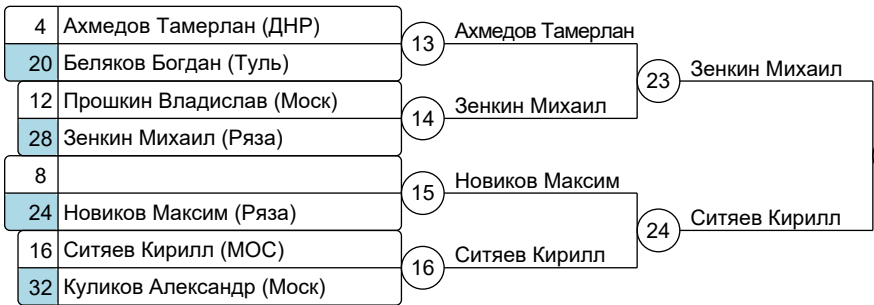 4 Ахмедов Тамерлан (ДНР)
20 Беляков Богдан (Туль)
13 Ахмедов Тамерлан
12 Прошкин Владислав (Моск)
28 Зенкин Михаил (Ряза)
14 Зенкин Михаил
23 Зенкин Михаил
8
24 Новиков Максим (Ряза)
15 Новиков Максим
16 Ситяев Кирилл (МОС)
32 Куликов Александр (Моск)
16 Ситяев Кирилл
24 Ситяев Кирилл